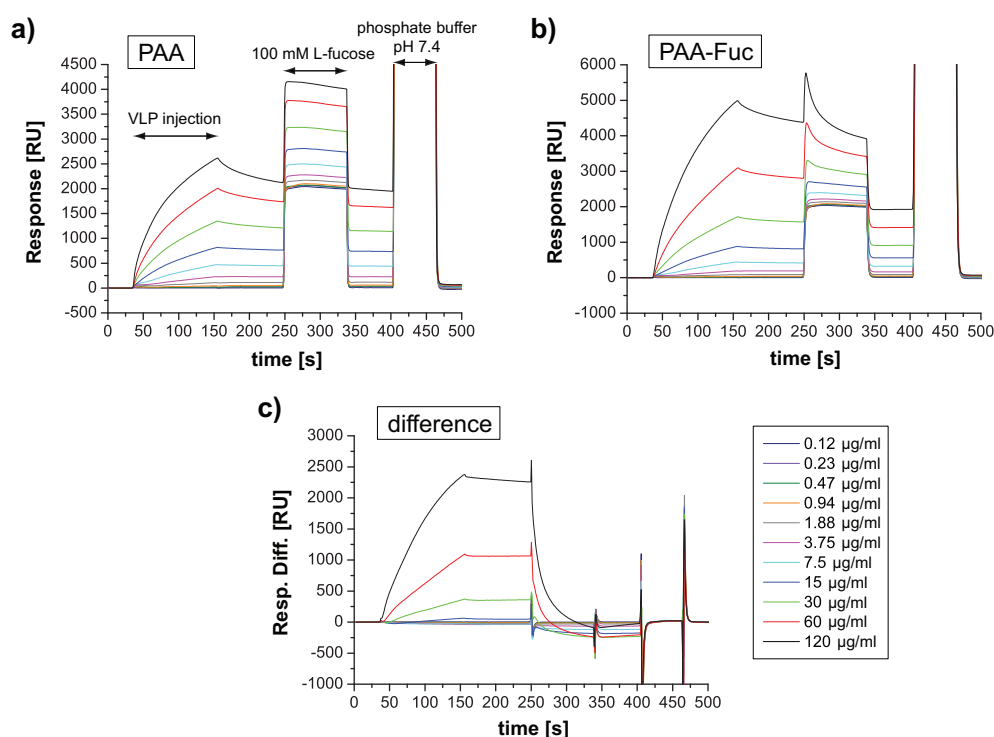 a)
PAA
VLP injection
100 mM L-fucose
phosphate buffer
pH 7.4
4500
4000
3500
3000
2500
2000
1500
1000
500
0
-500
Response [RU]
0 50 100 150 200 250 300 350 400 450 500
time [s]
b)
PAA-Fuc
6000
5000
4000
3000
2000
1000
0
-1000
Response [RU]
0 50 100 150 200 250 300 350 400 450 500
time [s]
c)
difference
3000
2500
2000
1500
1000
500
0
-500
-1000
Resp. Diff. [RU]
0 50 100 150 200 250 300 350 400 450 500
time [s]
0.12 µg/ml
0.23 µg/ml
0.47 µg/ml
0.94 µg/ml
1.88 µg/ml
3.75 µg/ml
7.5 µg/ml
15 µg/ml
30 µg/ml
60 µg/ml
120 µg/ml